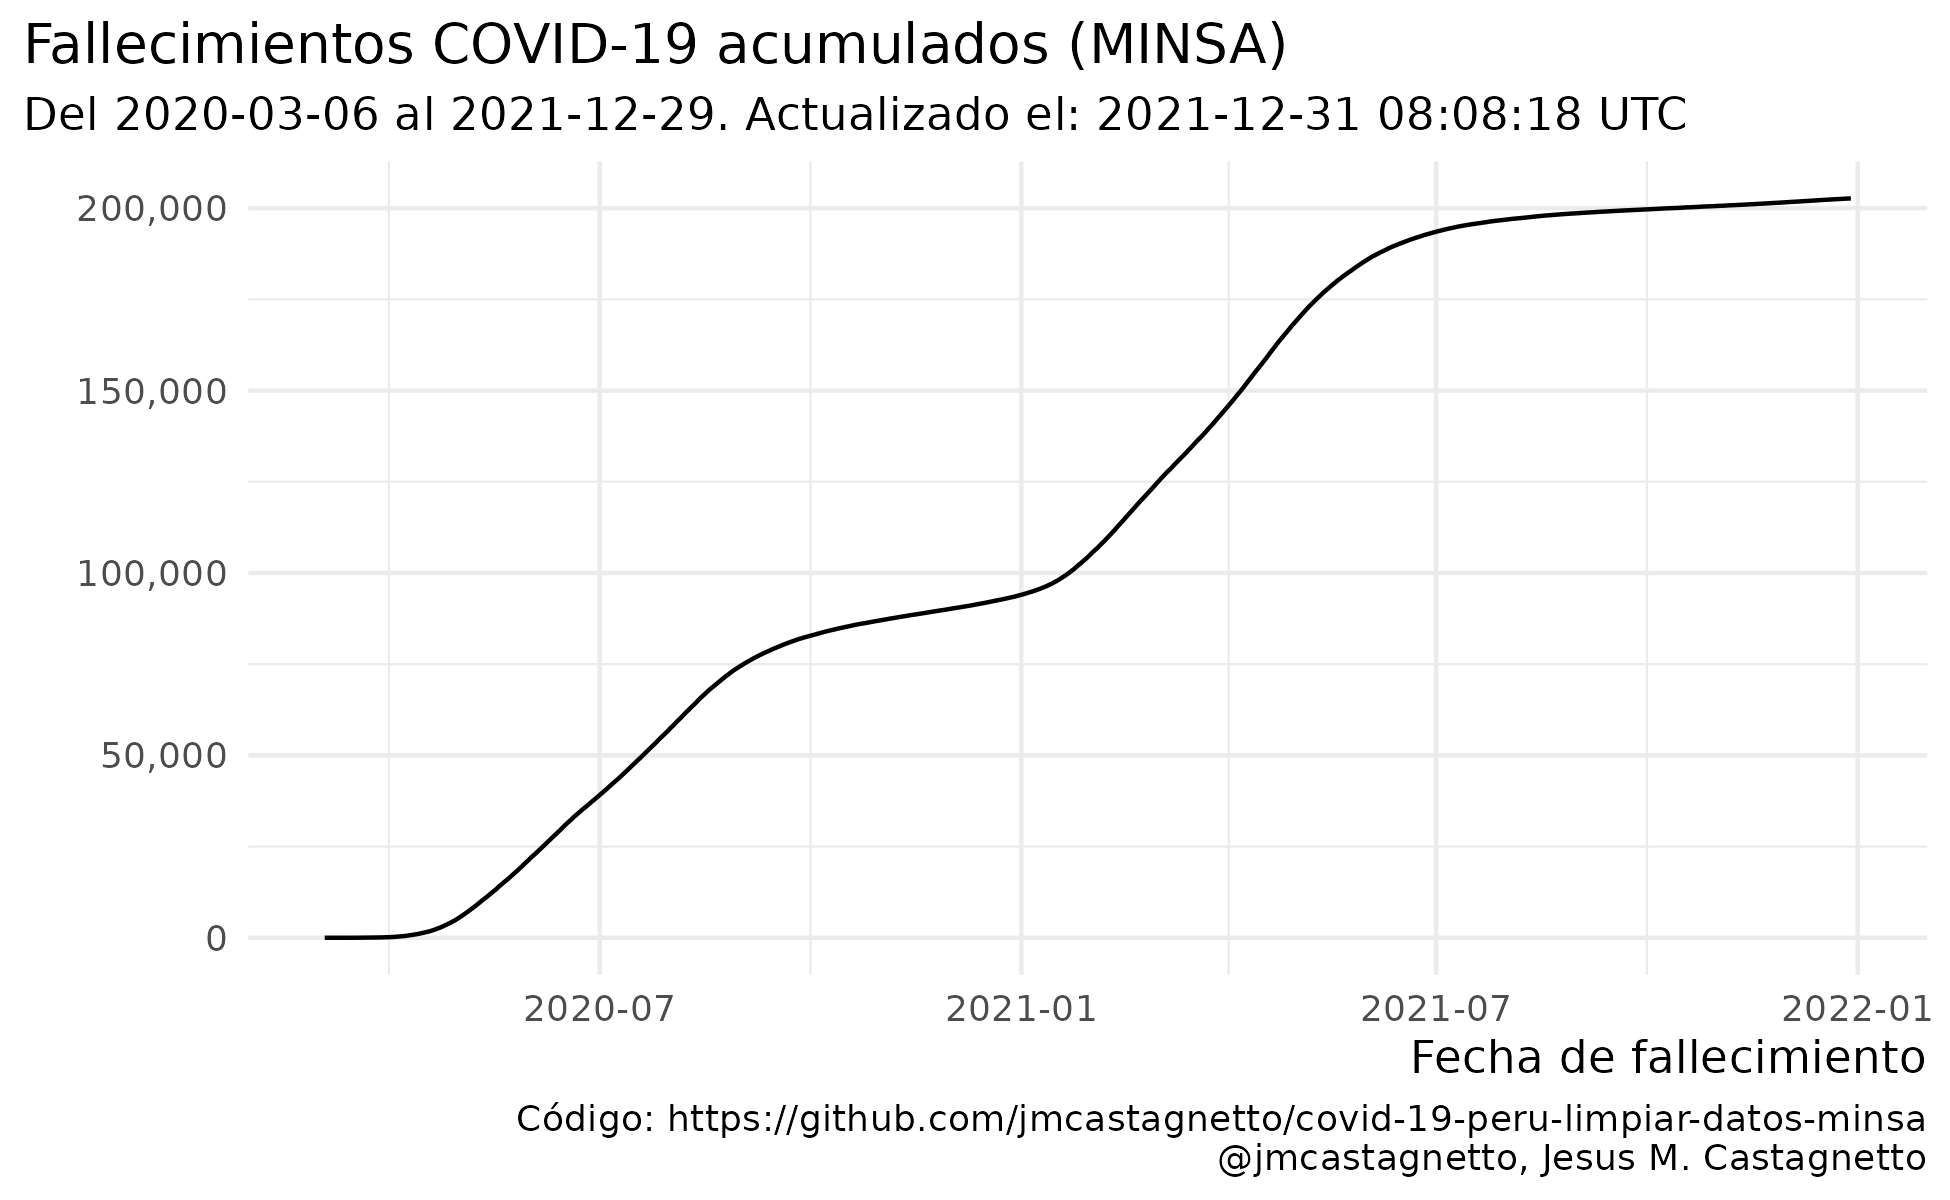 Fallecimientos COVID-19 acumulados (MINSA)
Del 2020-03-06 al 2021-12-29. Actualizado el: 2021-12-31 08:08:18 UTC
200,000
150,000
100,000
50,000
0
2020-07
2021-01
2021-07
2022-01
Fecha de fallecimiento
Código: https://github.com/jmcastagnetto/covid-19-peru-limpiar-datos-minsa
@jmcastagnetto, Jesus M. Castagnetto